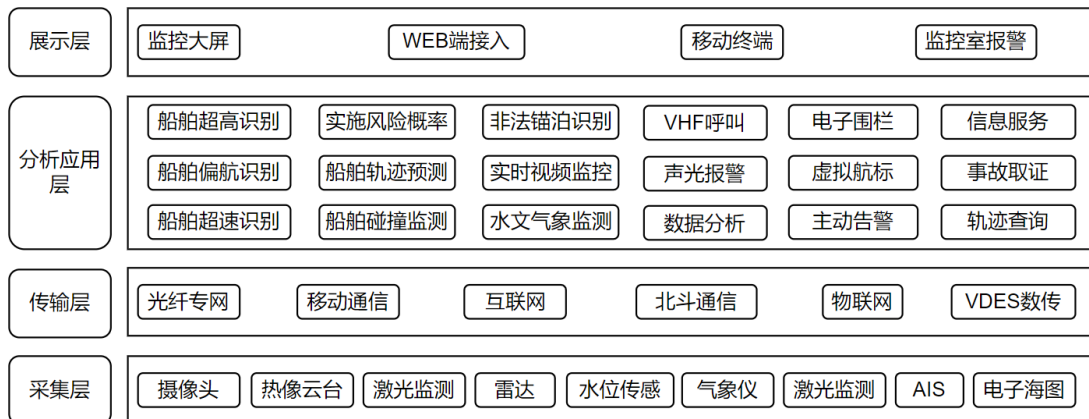 展示层
监控大屏
WEB端接入
移动终端
监控室报警
分析应用
层
船舶超高识别
实施风险概率
非法锚泊识别
VHF呼叫
电子围栏
信息服务
船舶偏航识别
船舶轨迹预测
实时视频监控
声光报警
虚拟航标
事故取证
船舶超速识别
船舶碰撞监测
水文气象监测
数据分析
主动告警
轨迹查询
传输层
光纤专网
移动通信
互联网
北斗通信
物联网
VDES数传
采集层
摄像头
热像云台
激光监测
雷达
水位传感
气象仪
激光监测
AIS
电子海图